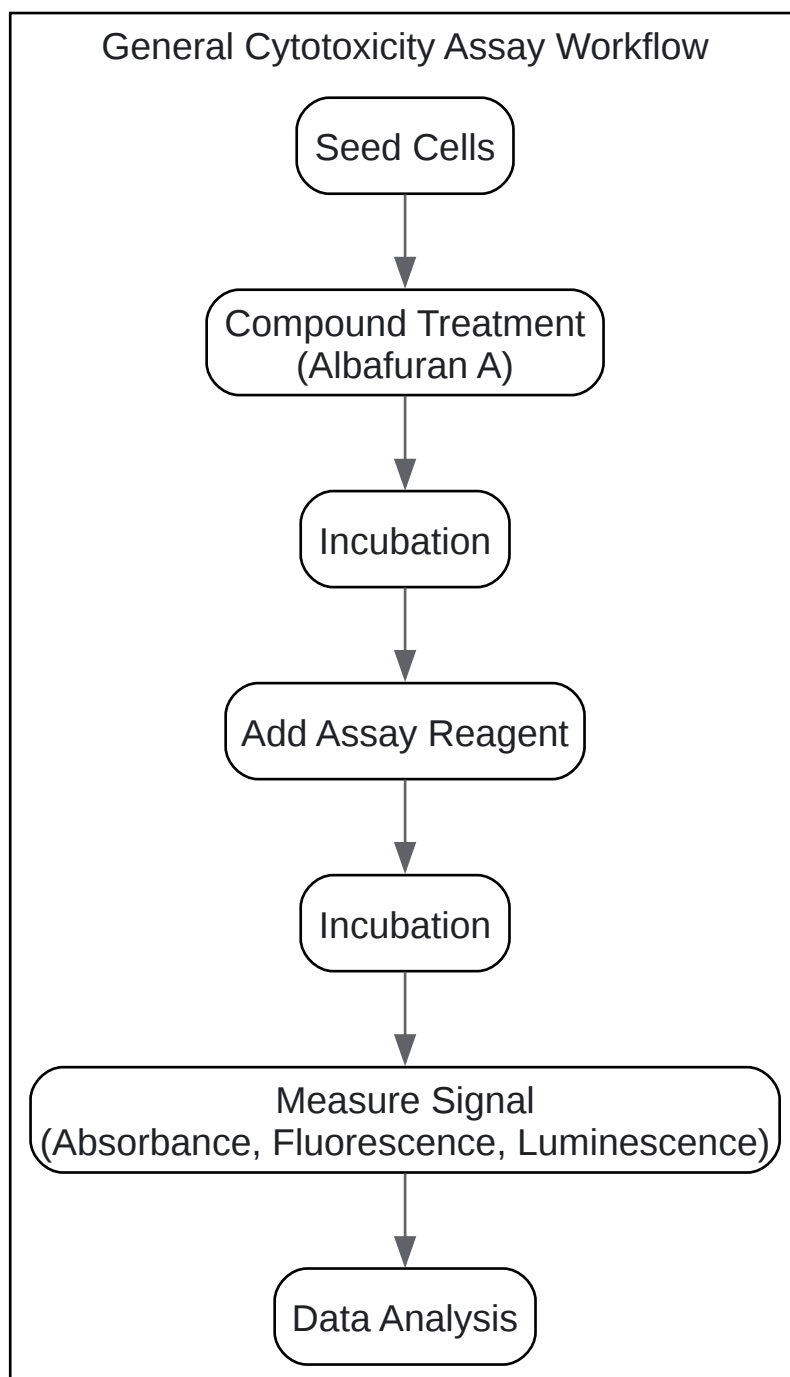 General Cytotoxicity Assay Workflow
Seed Cells
Compound Treatment
(Albafuran A)
Incubation
Add Assay Reagent
Incubation
Measure Signal
(Absorbance, Fluorescence, Luminescence)
Data Analysis